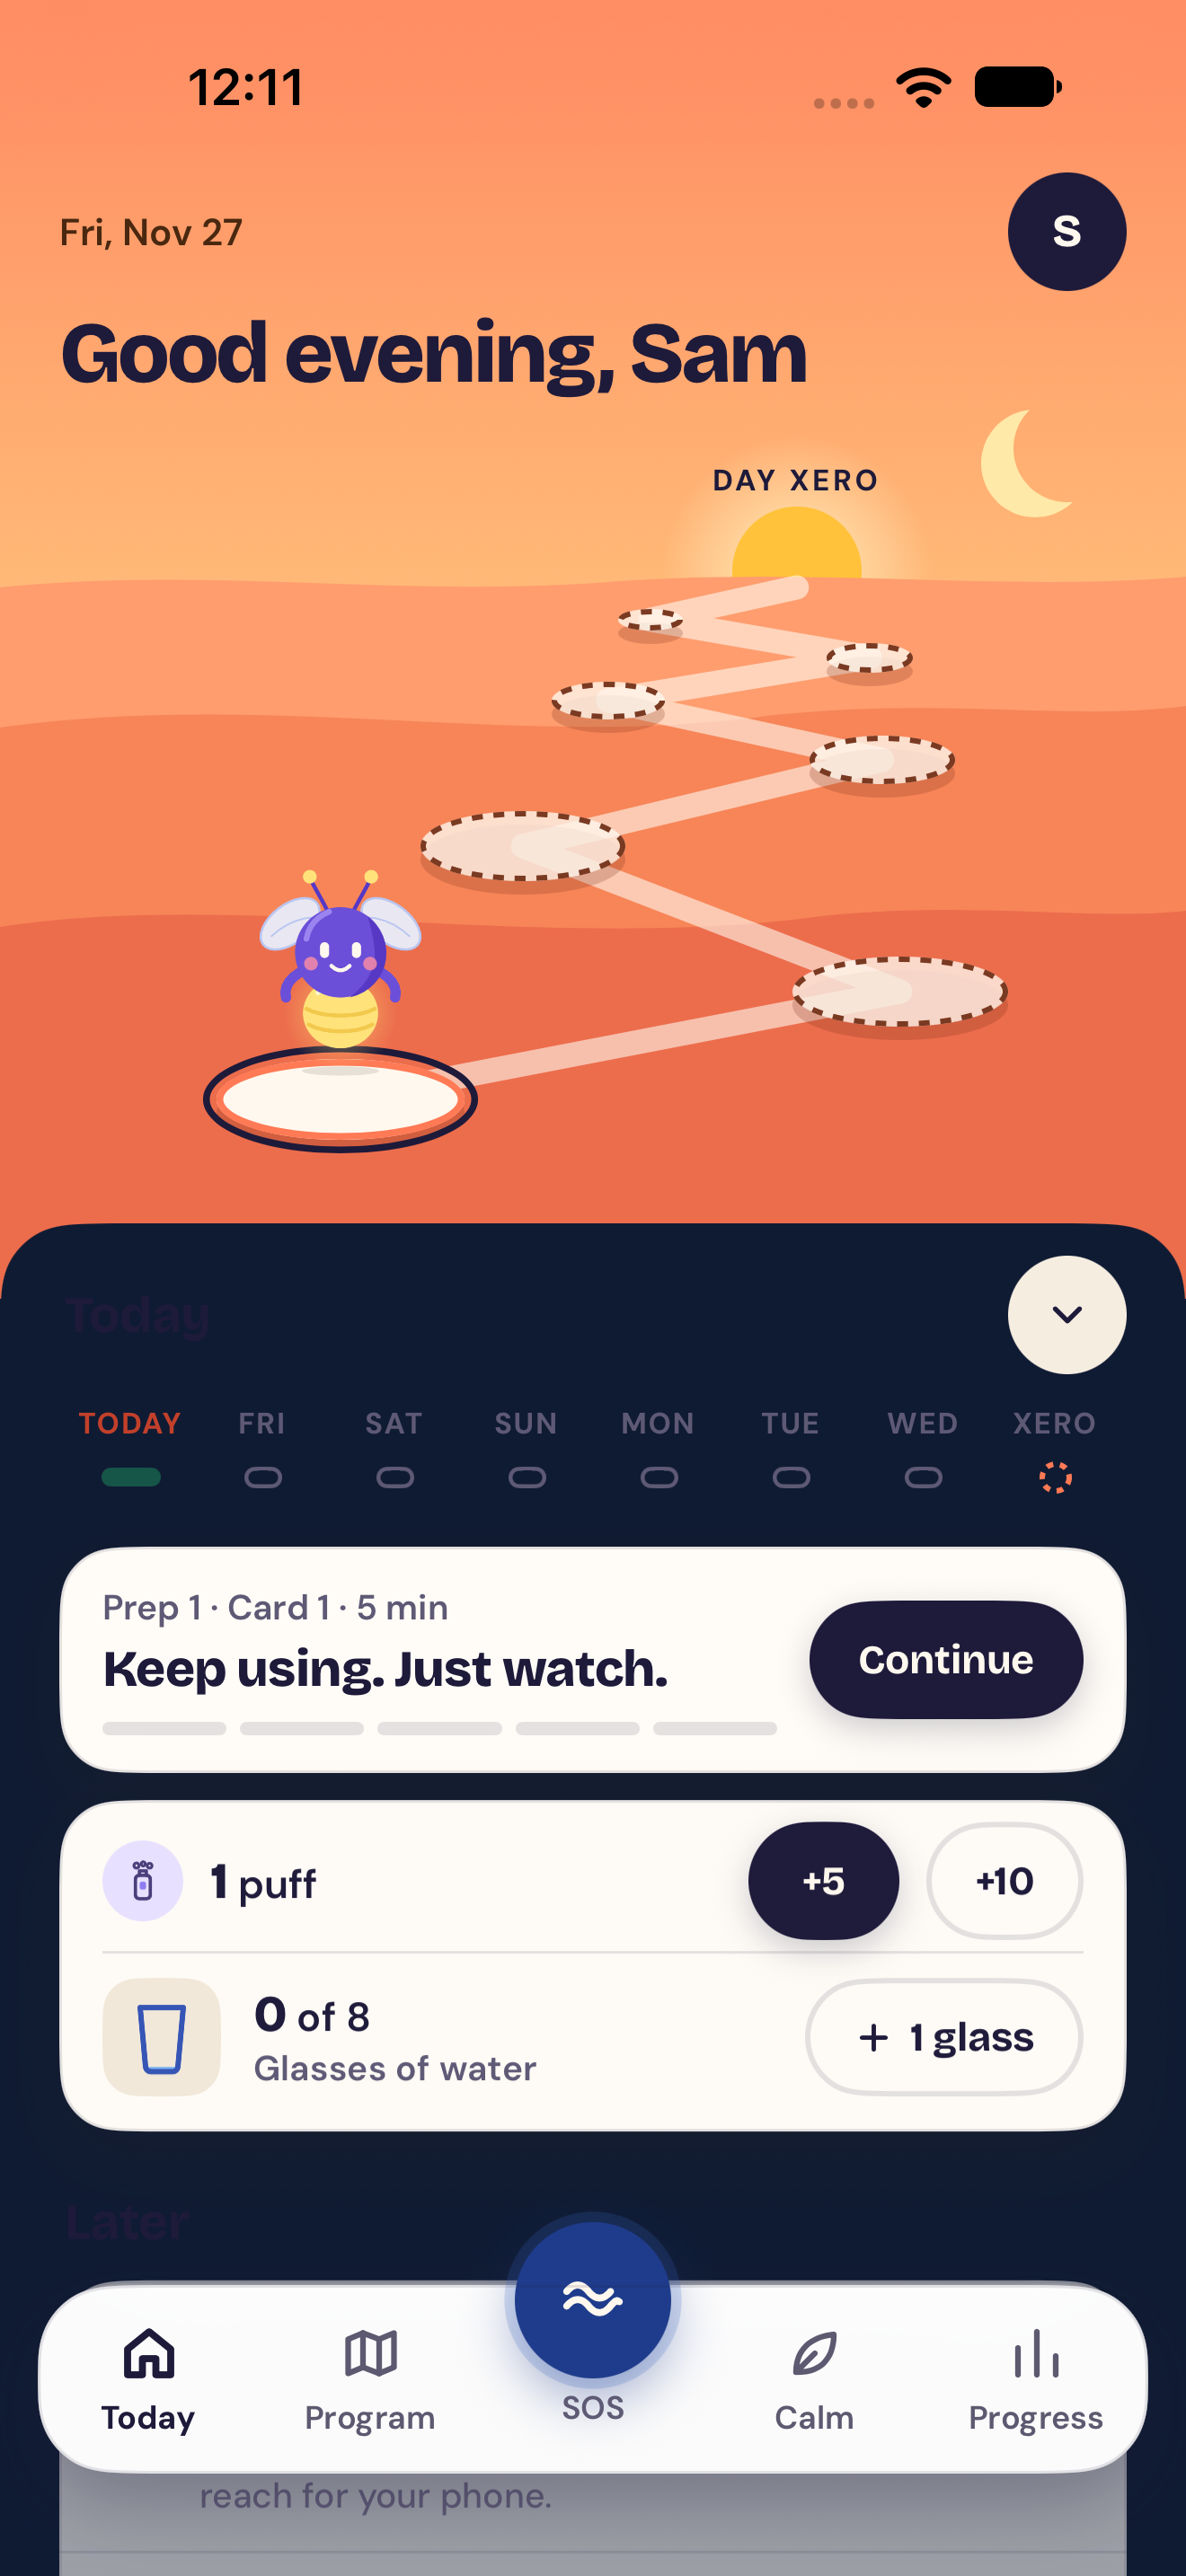 12:11
Fri, Nov 27
S
Good evening, Sam
DAY XERO
Today
TODAY FRI SAT SUN MON TUE WED XERO
Prep 1 · Card 1 · 5 min
Keep using. Just watch.
Continue
1 puff
+5
+10
0 of 8
Glasses of water
+ 1 glass
Later
Today
Program
SOS
Calm
Progress
reach for your phone.